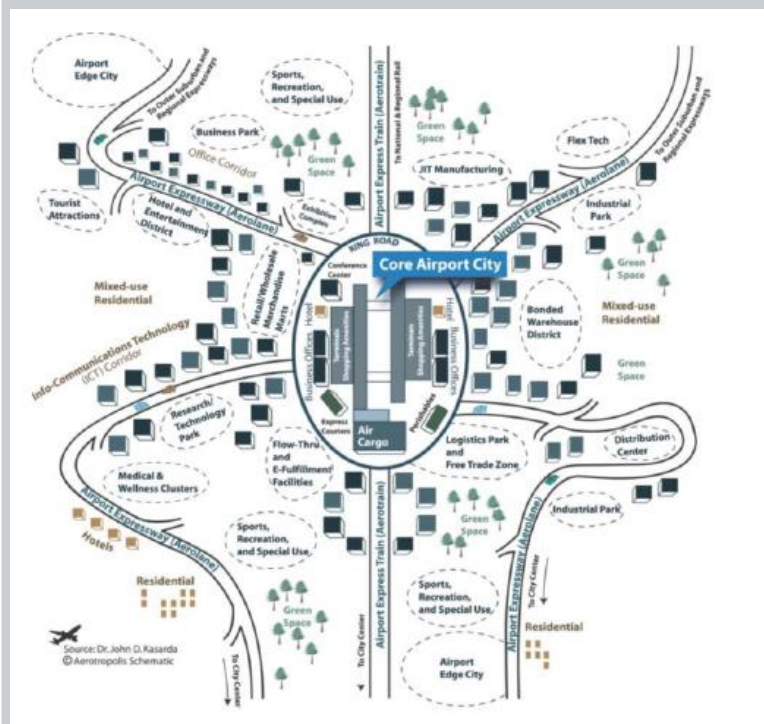 Airport
Edge City
To Outer Suburban and
Regional Expressways
Sports,
Recreation,
and Special Use
Business Park
Office Corridor
Green
Space
Airport Express Train (Aerotrain)
To National & Regional Rail
Green
Space
JIT Manufacturing
Flex Tech
To Outer Suburban and
Regional Expressways
Airport Expressway (Aerolane)
Industrial
Park
Green
Space
Tourist
Attractions
Airport Expressway (Aerolane)
Hotel and
Entertainment
District
Exhibition
Complex
RING ROAD
Conference
Center
Core Airport City
Mixed-use
Residential
Retail/Wholesale
Merchandise
Marts
Hotel
Business Offices
Terminals
Shopping Amenities
Terminals
Shopping Amenities
Hotel
Business Offices
Bonded
Warehouse
District
Mixed-use
Residential
Green
Space
Info-Communications Technology
(ICT) Corridor
Research/
Technology
Park
Express
Couriers
Air
Cargo
Perishables
Medical &
Wellness Clusters
Flow-Thru
and
E-Fulfillment
Facilities
Logistics Park
and
Free Trade Zone
Distribution
Center
Airport Expressway (Aerolane)
Hotels
Sports,
Recreation,
and Special Use
Airport Express Train (Aerotrain)
Green
Space
Industrial Park
Airport Expressway (Aerolane)
Residential
Green
Space
Sports,
Recreation,
and Special Use
To City Center
Residential
Source: Dr. John D. Kasarda
© Aerotropolis Schematic
To City Center
To City Center
Airport
Edge City